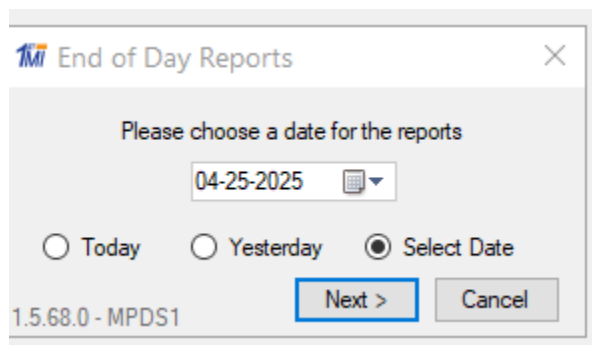 1MI End of Day Reports
Please choose a date for the reports
04-25-2025
Today Yesterday Select Date
Next > Cancel
1.5.68.0 - MPDS1